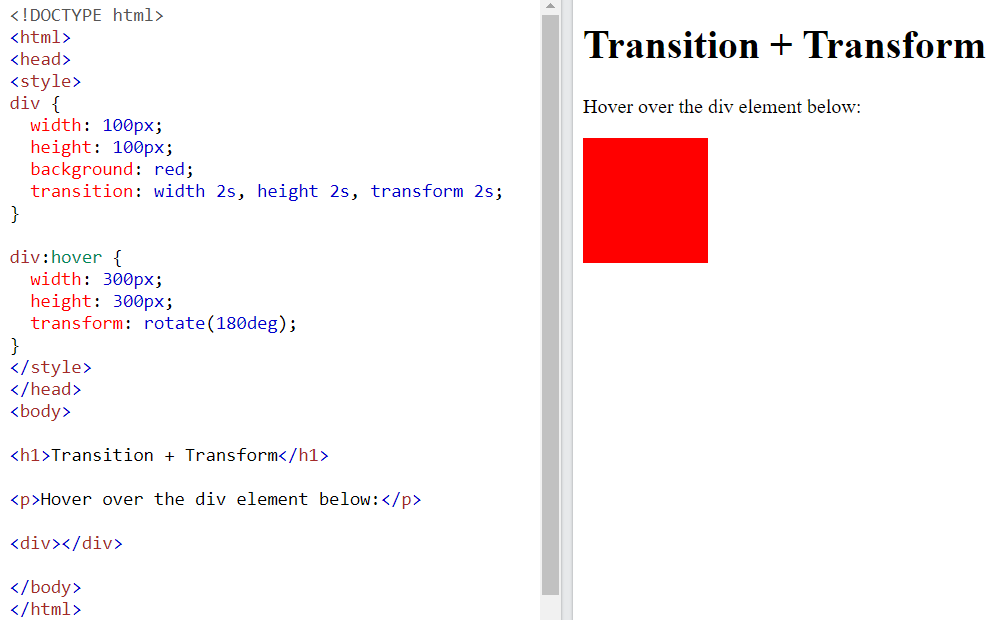 <!DOCTYPE html>
<html>
<head>
<style>
div {
  width: 100px;
  height: 100px;
  background: red;
  transition: width 2s, height 2s, transform 2s;
}

div:hover {
  width: 300px;
  height: 300px;
  transform: rotate(180deg);
}
</style>
</head>
<body>

<h1>Transition + Transform</h1>

<p>Hover over the div element below:</p>

<div></div>

</body>
</html>
Transition + Transform
Hover over the div element below: